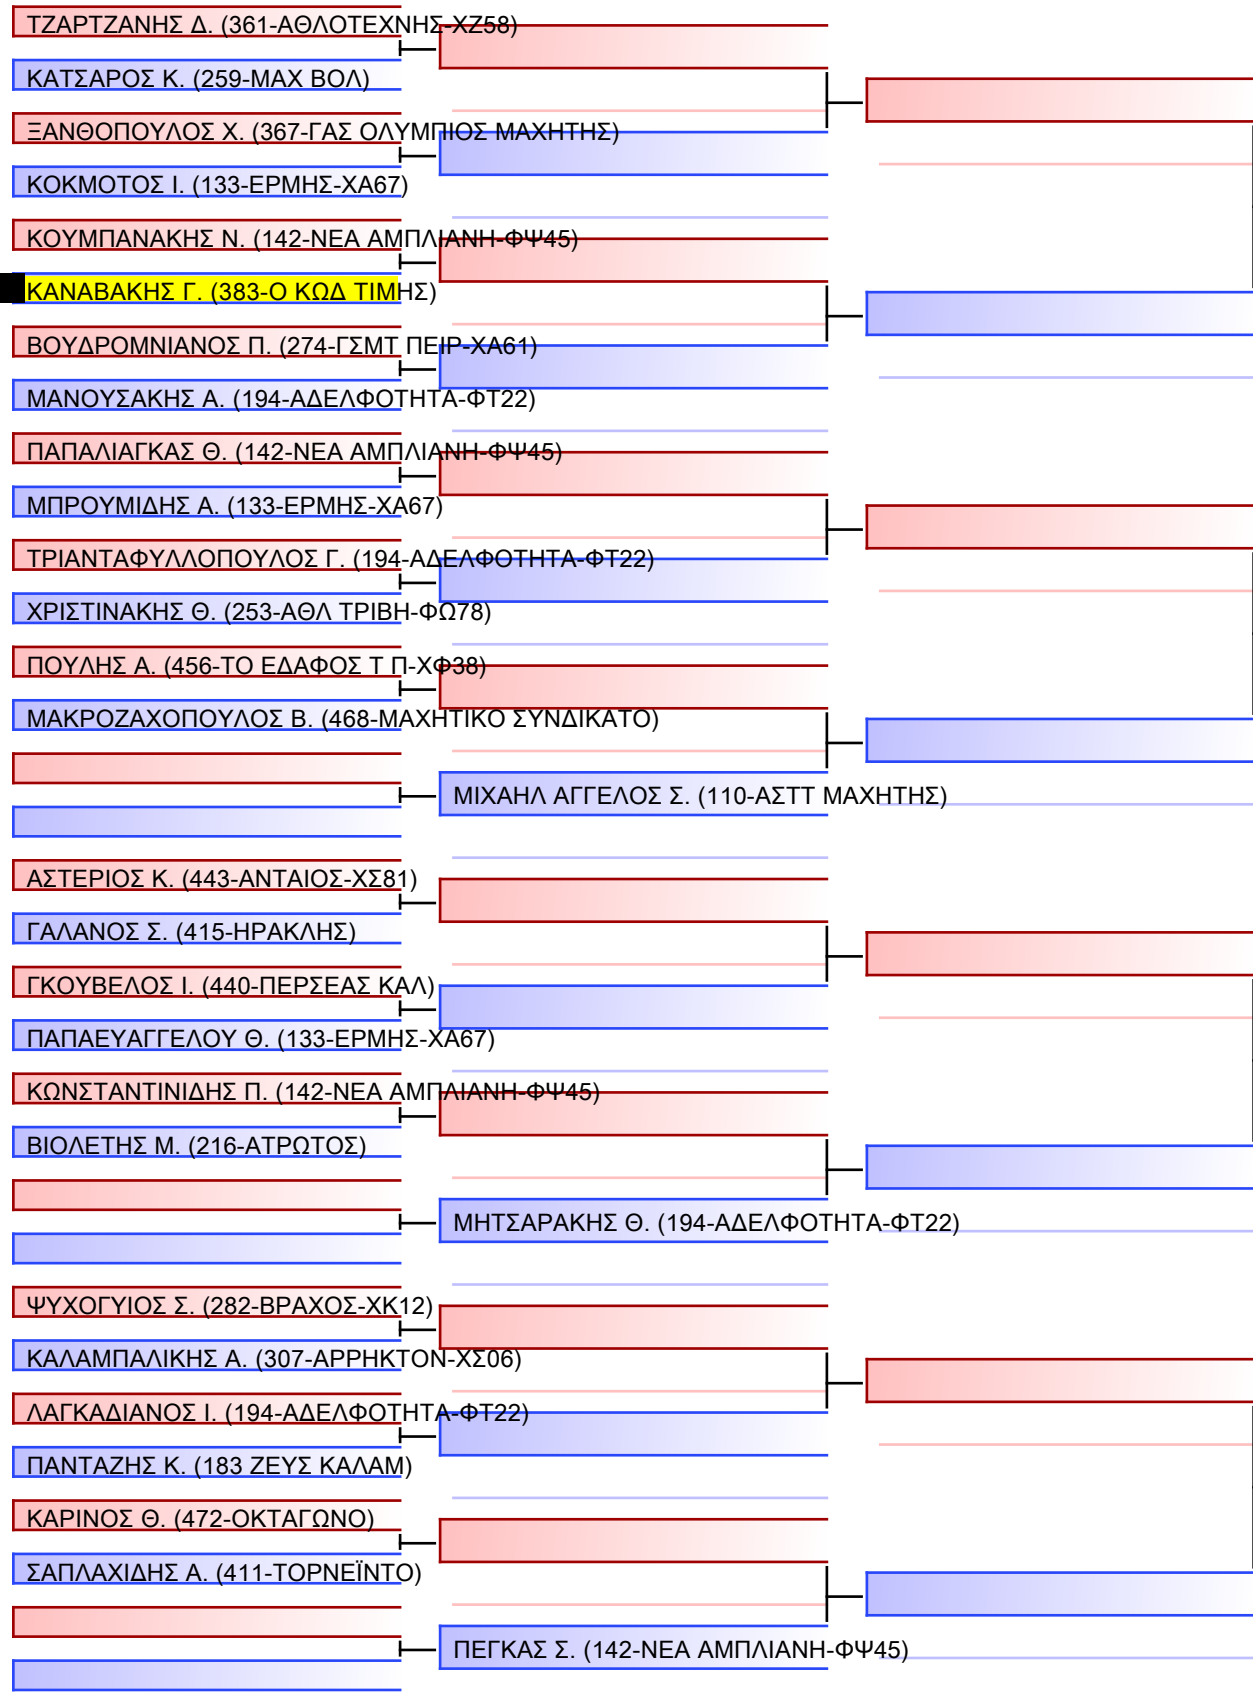 ΤΖΑΡΤΖΑΝΗΣ Δ. (361-ΑΘΛΟΤΕΧΝΗΣ-ΧΖ58)
ΚΑΤΣΑΡΟΣ Κ. (259-ΜΑΧ ΒΟΛ)
ΞΑΝΘΟΠΟΥΛΟΣ Χ. (367-ΓΑΣ ΟΛΥΜΠΙΟΣ ΜΑΧΗΤΗΣ)
ΚΟΚΜΟΤΟΣ Ι. (133-ΕΡΜΗΣ-ΧΑ67)
ΚΟΥΜΠΑΝΑΚΗΣ Ν. (142-ΝΕΑ ΑΜΠΛΙΑΝΗ-ΦΨ45)
ΚΑΝΑΒΑΚΗΣ Γ. (383-Ο ΚΩΔ ΤΙΜΗΣ)
ΒΟΥΔΡΟΜΝΙΑΝΟΣ Π. (274-ΓΣΜΤ ΠΕΙΡ-ΧΑ61)
ΜΑΝΟΥΣΑΚΗΣ Α. (194-ΑΔΕΛΦΟΤΗΤΑ-ΦΤ22)
ΠΑΠΑΛΙΑΓΚΑΣ Θ. (142-ΝΕΑ ΑΜΠΛΙΑΝΗ-ΦΨ45)
ΜΠΡΟΥΜΙΔΗΣ Α. (133-ΕΡΜΗΣ-ΧΑ67)
ΤΡΙΑΝΤΑΦΥΛΛΟΠΟΥΛΟΣ Γ. (194-ΑΔΕΛΦΟΤΗΤΑ-ΦΤ22)
ΧΡΙΣΤΙΝΑΚΗΣ Θ. (253-ΑΘΛ ΤΡΙΒΗ-ΦΩ78)
ΠΟΥΛΗΣ Α. (456-ΤΟ ΕΔΑΦΟΣ Τ Π-ΧΦ38)
ΜΑΚΡΟΖΑΧΟΠΟΥΛΟΣ Β. (468-ΜΑΧΗΤΙΚΟ ΣΥΝΔΙΚΑΤΟ)
ΜΙΧΑΗΛ ΑΓΓΕΛΟΣ Σ. (110-ΑΣΤΤ ΜΑΧΗΤΗΣ)
ΑΣΤΕΡΙΟΣ Κ. (443-ΑΝΤΑΙΟΣ-ΧΣ81)
ΓΑΛΑΝΟΣ Σ. (415-ΗΡΑΚΛΗΣ)
ΓΚΟΥΒΕΛΟΣ Ι. (440-ΠΕΡΣΕΑΣ ΚΑΛ)
ΠΑΠΑΕΥΑΓΓΕΛΟΥ Θ. (133-ΕΡΜΗΣ-ΧΑ67)
ΚΩΝΣΤΑΝΤΙΝΙΔΗΣ Π. (142-ΝΕΑ ΑΜΠΛΙΑΝΗ-ΦΨ45)
ΒΙΟΛΕΤΗΣ Μ. (216-ΑΤΡΩΤΟΣ)
ΜΗΤΣΑΡΑΚΗΣ Θ. (194-ΑΔΕΛΦΟΤΗΤΑ-ΦΤ22)
ΨΥΧΟΓΥΙΟΣ Σ. (282-ΒΡΑΧΟΣ-ΧΚ12)
ΚΑΛΑΜΠΑΛΙΚΗΣ Α. (307-ΑΡΡΗΚΤΟΝ-ΧΣ06)
ΛΑΓΚΑΔΙΑΝΟΣ Ι. (194-ΑΔΕΛΦΟΤΗΤΑ-ΦΤ22)
ΠΑΝΤΑΖΗΣ Κ. (183 ΖΕΥΣ ΚΑΛΑΜ)
ΚΑΡΙΝΟΣ Θ. (472-ΟΚΤΑΓΩΝΟ)
ΣΑΠΛΑΧΙΔΗΣ Α. (411-ΤΟΡΝΕΪΝΤΟ)
ΠΕΓΚΑΣ Σ. (142-ΝΕΑ ΑΜΠΛΙΑΝΗ-ΦΨ45)